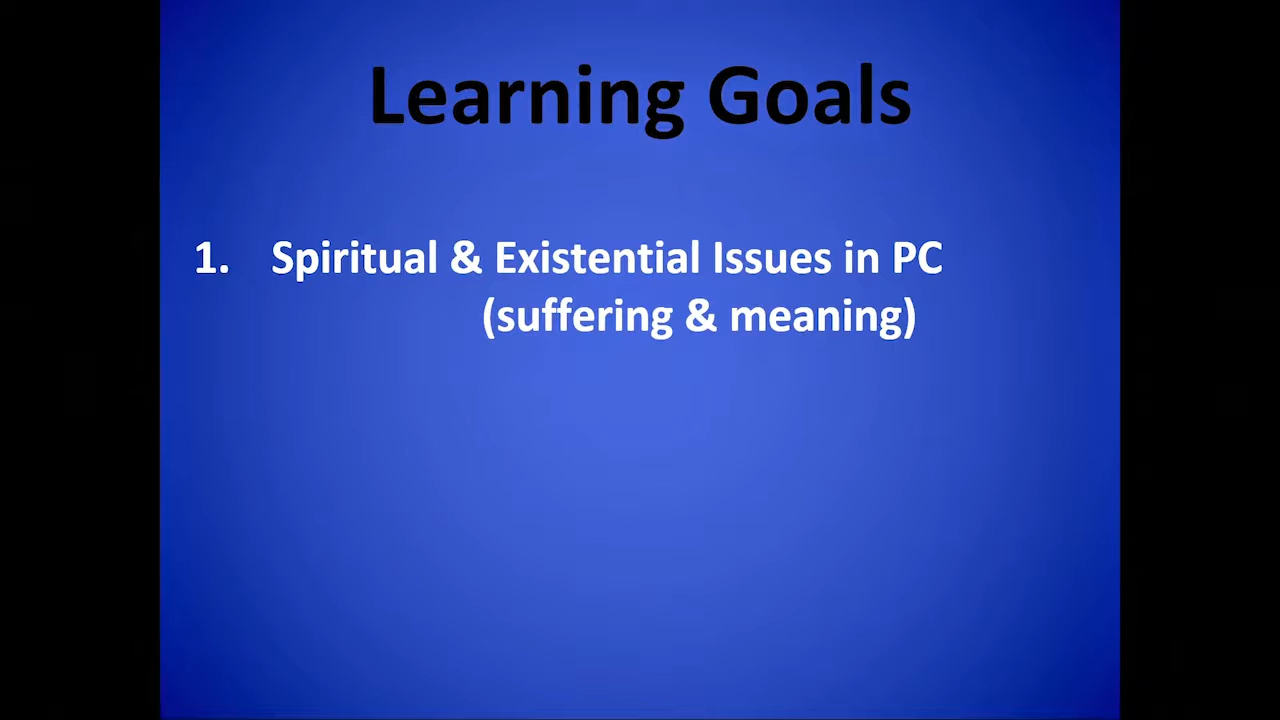 Learning Goals
1. Spiritual & Existential Issues in PC
(suffering & meaning)